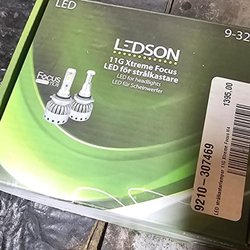 LED
9-32
LEDSON
11G Xtreme Focus
LED för strålkastare
LED for headlights
LED für Scheinwerfer
Focus
1395.00
9210-307469